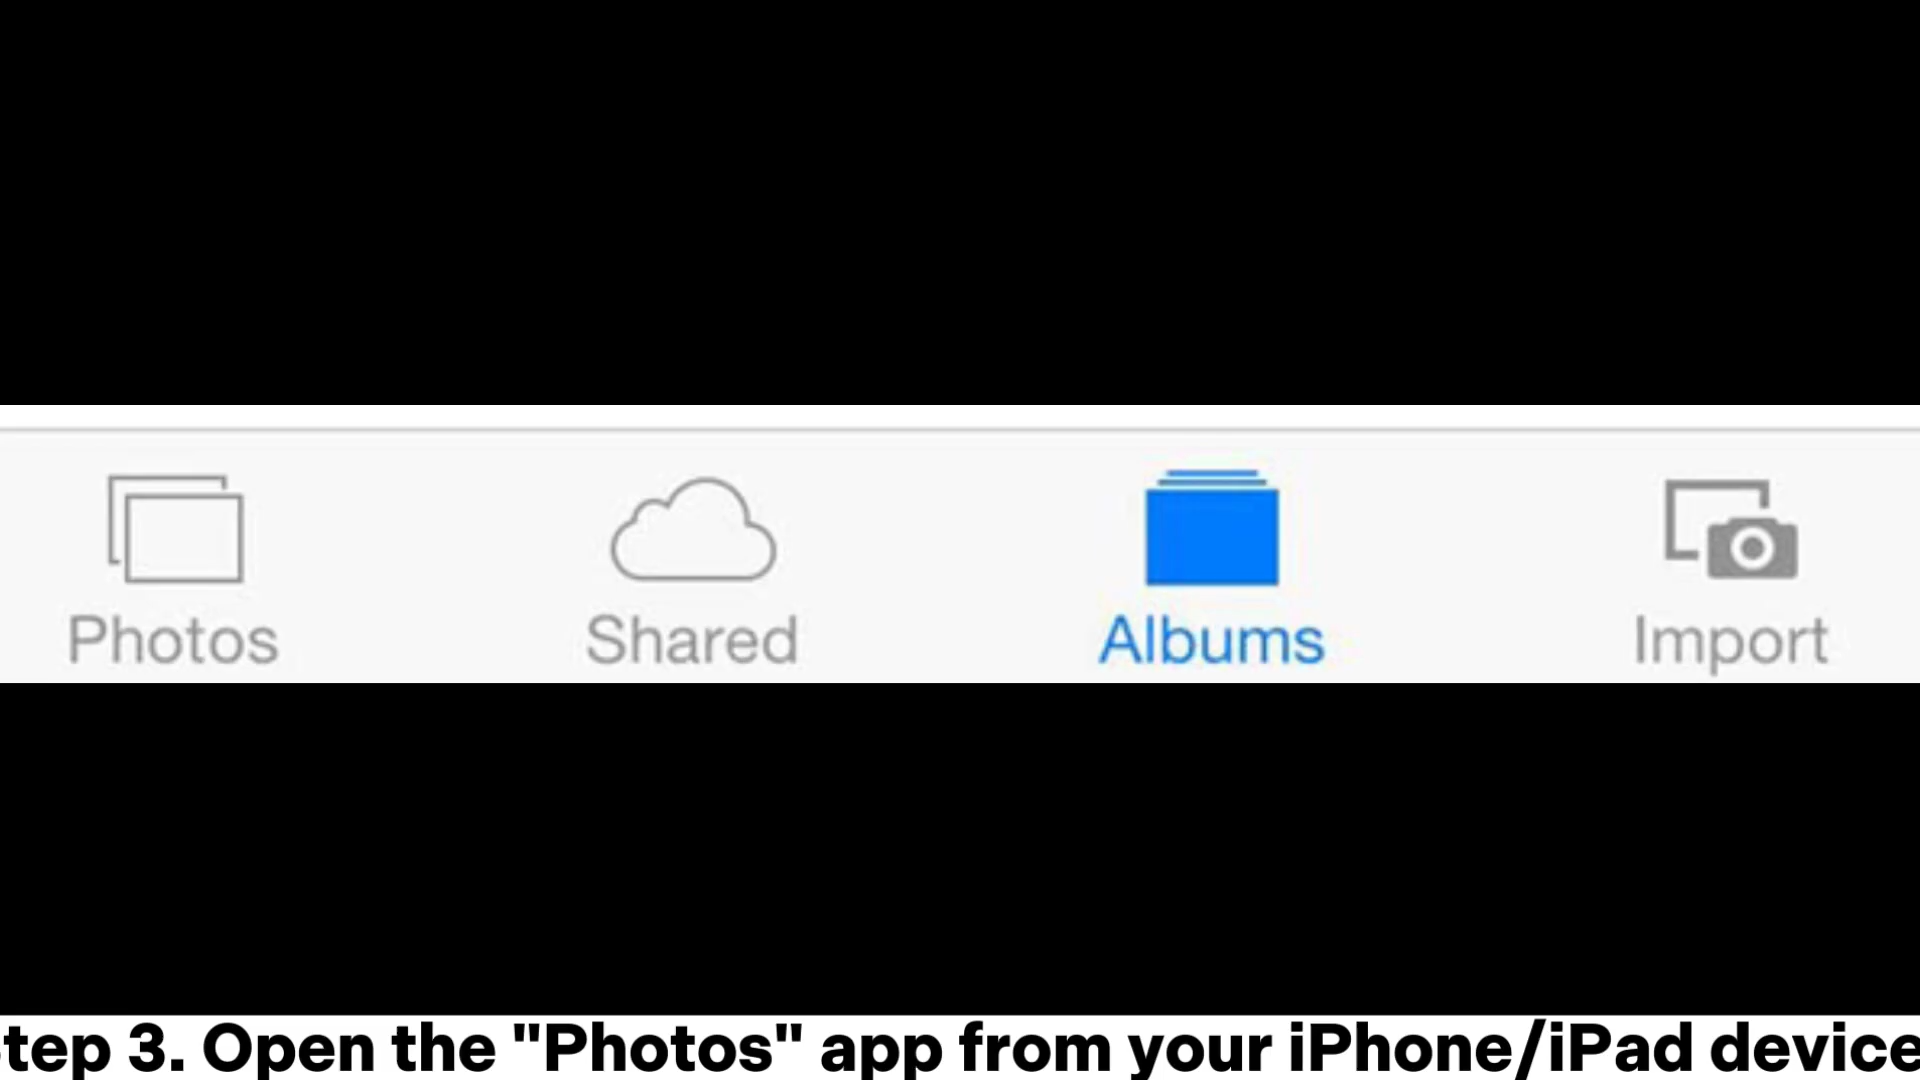 Photos Shared Albums Import
tep 3. Open the "Photos" app from your iPhone/iPad device